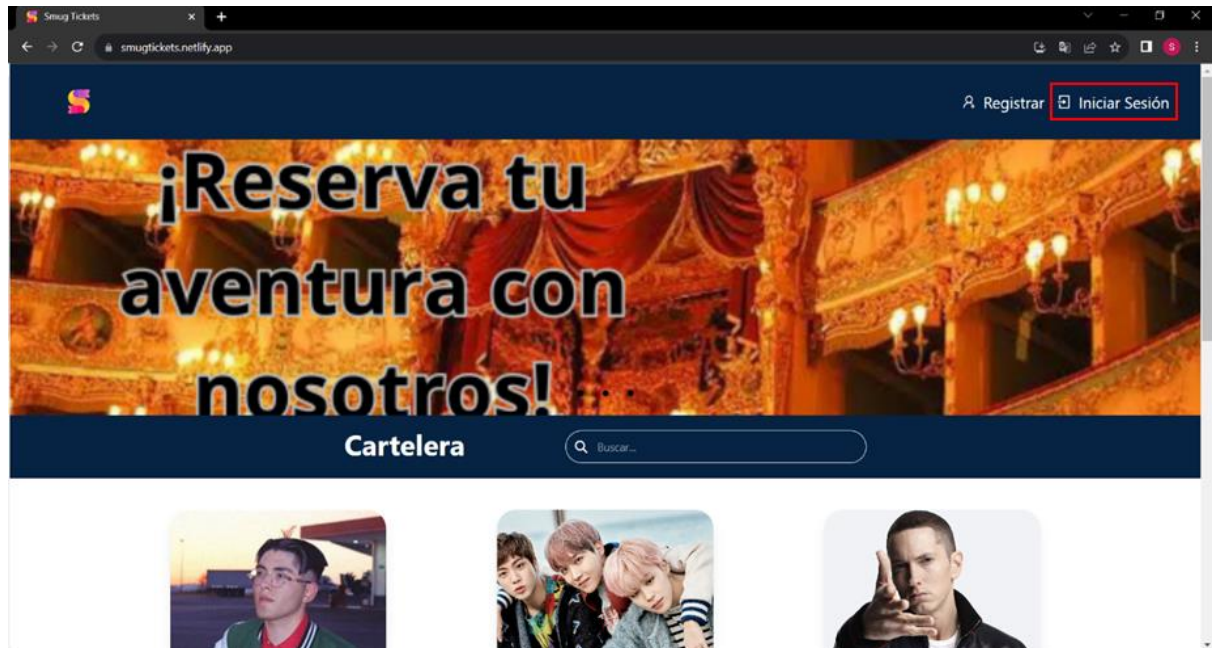 Smug Tickets
smugtickets.netlify.app
S
Registrar Iniciar Sesión
¡Reserva tu
aventura con
nosotros!
Cartelera Buscar...